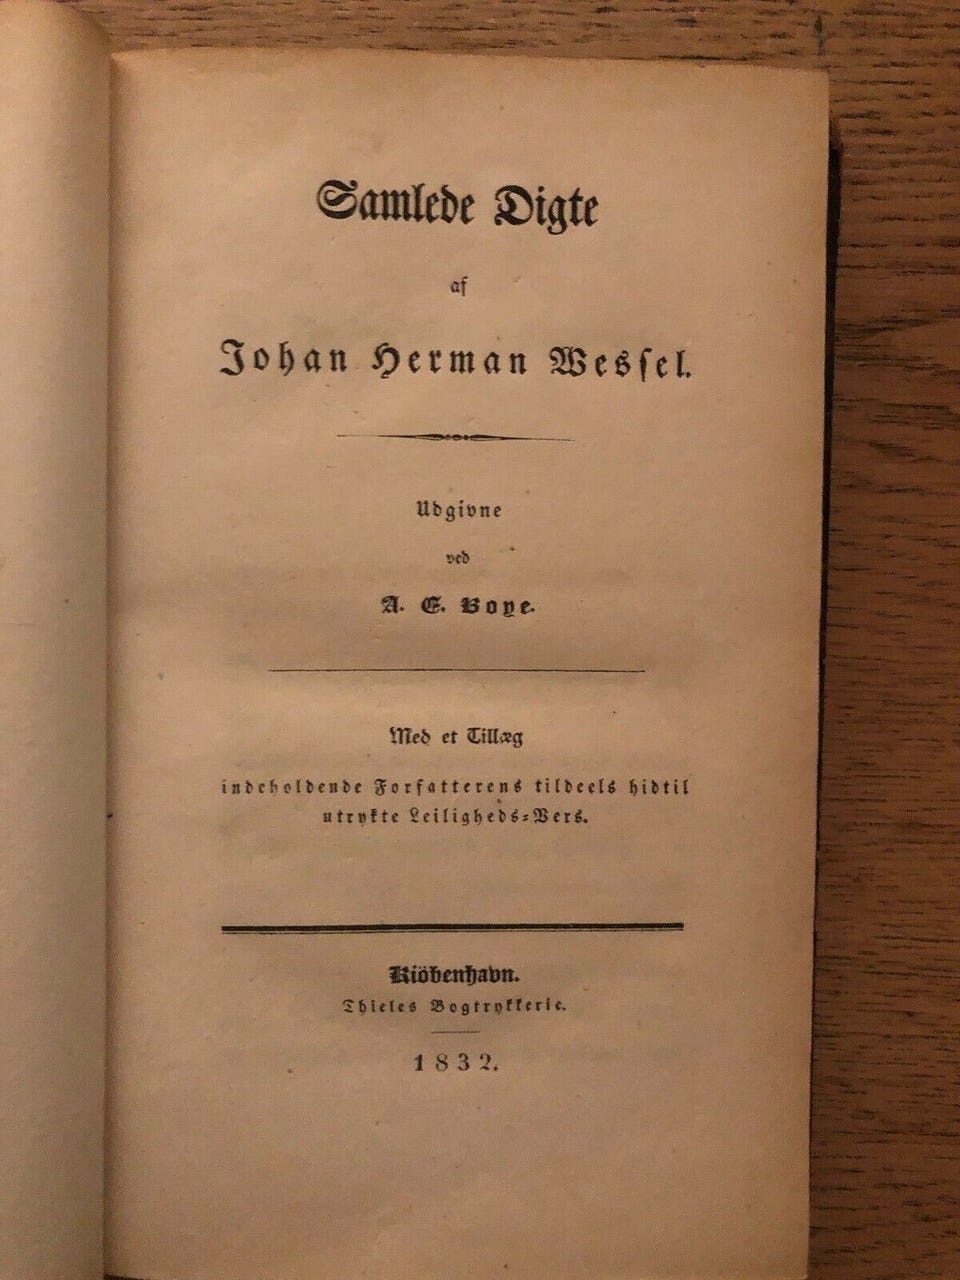 Samlede Digte
af
Johan Herman Wessel.
Udgivne
ved
A. E. Boye.
Med et Tillæg
indeholdende Forfatterens tildeels hidtil
utrykte Leiligheds-Vers.
Kiöbenhavn.
Thieles Bogtrykkerie.
1832.